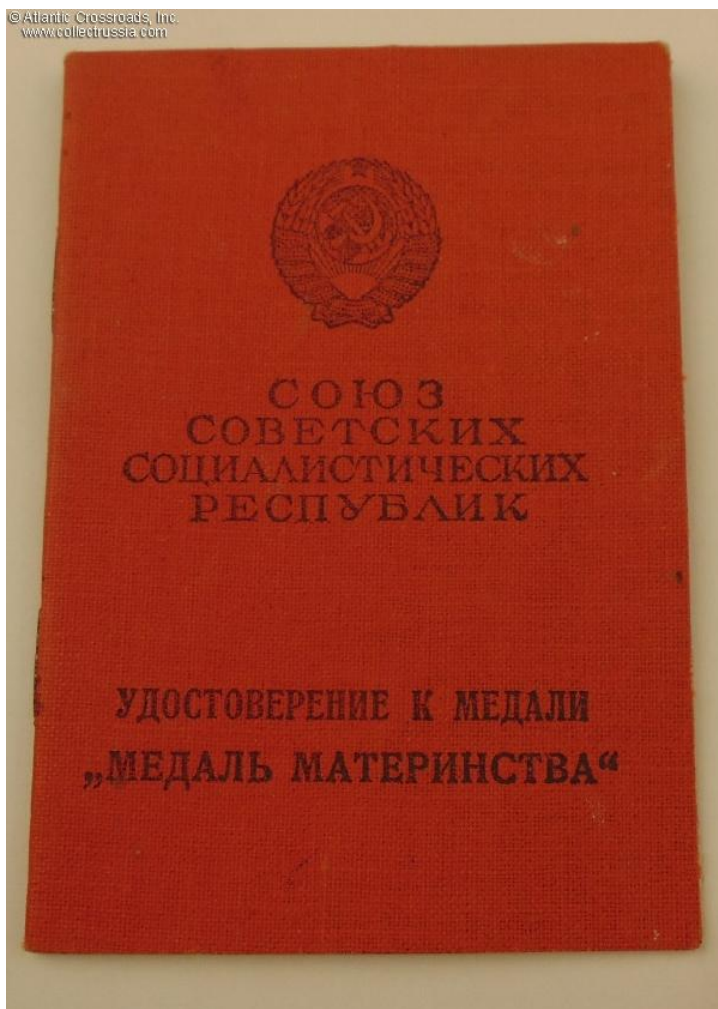 © Atlantic Crossroads, Inc.
www.collectrussia.com
СОЮЗ
СОВЕТСКИХ
СОЦИАЛИСТИЧЕСКИХ
РЕСПУБЛИК
УДОСТОВЕРЕНИЕ К МЕДАЛИ
„МЕДАЛЬ МАТЕРИНСТВА“